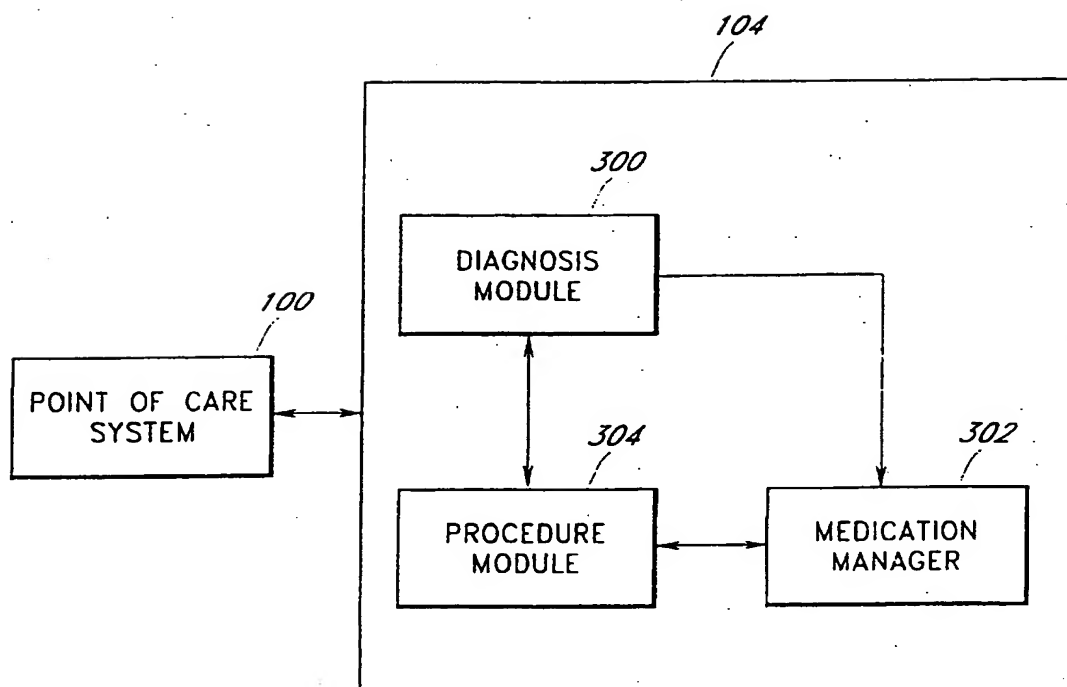 104
300
DIAGNOSIS
MODULE
100
POINT OF CARE
SYSTEM
304
302
PROCEDURE
MODULE
MEDICATION
MANAGER